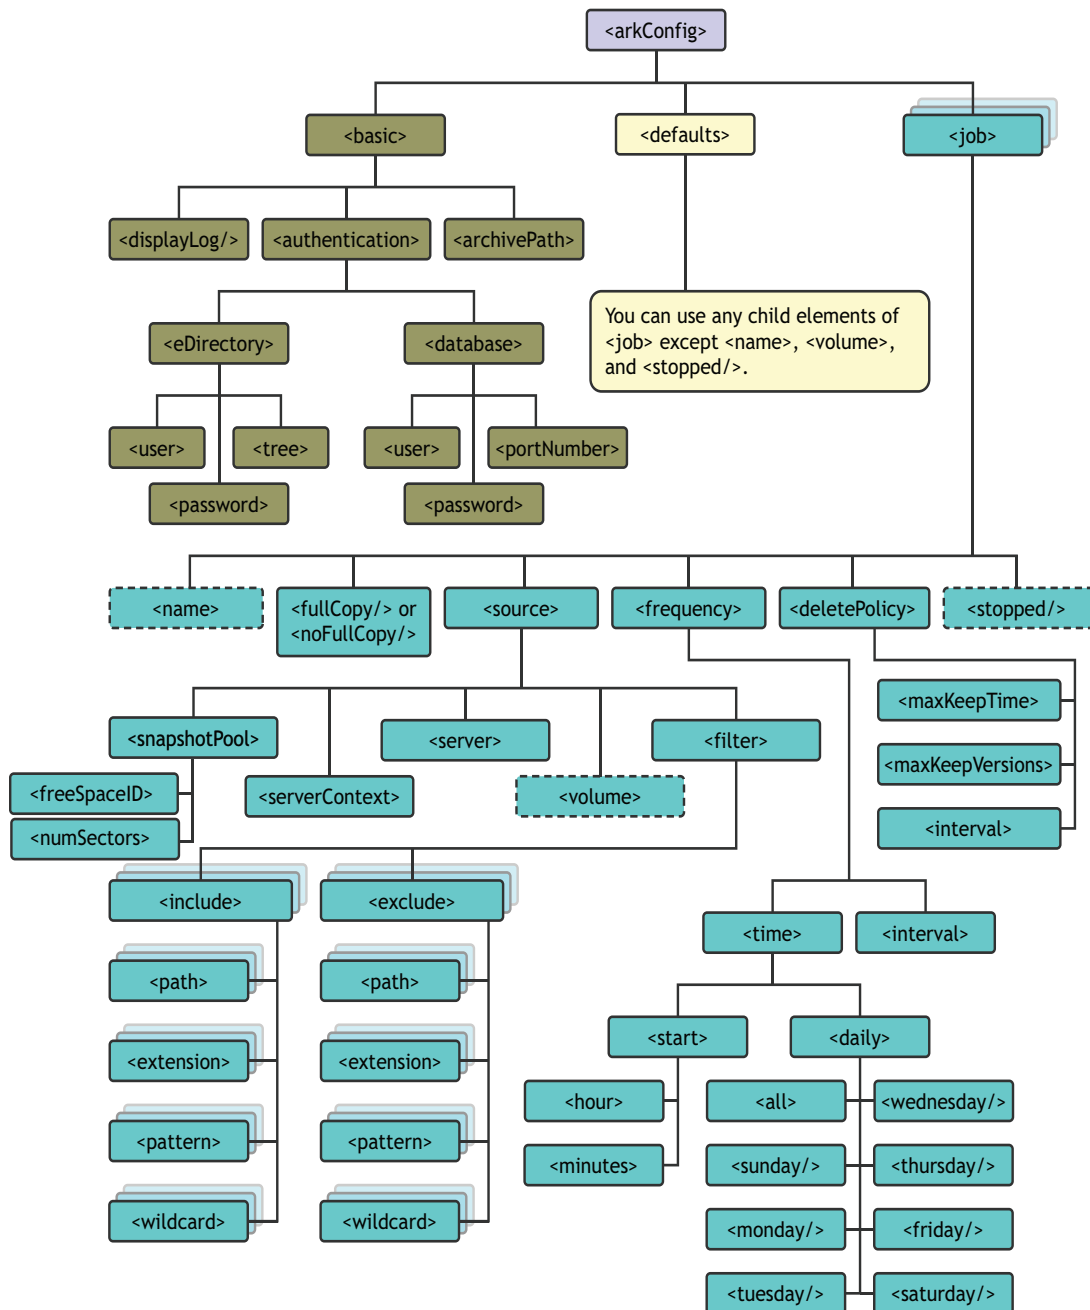 <arkConfig>
<basic>
<defaults>
<job>
<displayLog/>
<authentication>
<archivePath>
<eDirectory>
<database>
You can use any child elements of
<job> except <name>, <volume>,
and <stopped/>.
<user>
<tree>
<user>
<portNumber>
<password>
<password>
<name>
<fullCopy/> or
<noFullCopy/>
<source>
<frequency>
<deletePolicy>
<stopped/>
<snapshotPool>
<server>
<filter>
<maxKeepTime>
<freeSpaceID>
<serverContext>
<volume>
<maxKeepVersions>
<numSectors>
<interval>
<include>
<exclude>
<time>
<interval>
<path>
<path>
<start>
<daily>
<extension>
<extension>
<hour>
<all>
<wednesday/>
<pattern>
<pattern>
<minutes>
<sunday/>
<thursday/>
<wildcard>
<wildcard>
<monday/>
<friday/>
<tuesday/>
<saturday/>